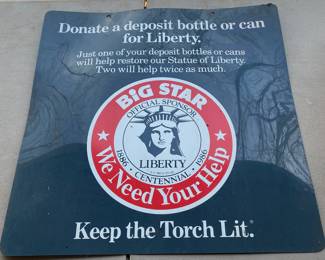 Donate a deposit bottle or can
for Liberty.
Just one of your deposit bottles or cans
will help restore our Statue of Liberty.
Two will help twice as much.
BiG STAR
OFFICIAL SPONSOR
LIBERTY
1886 • CENTENNIAL • 1986
We Need Your Help
Keep the Torch Lit.